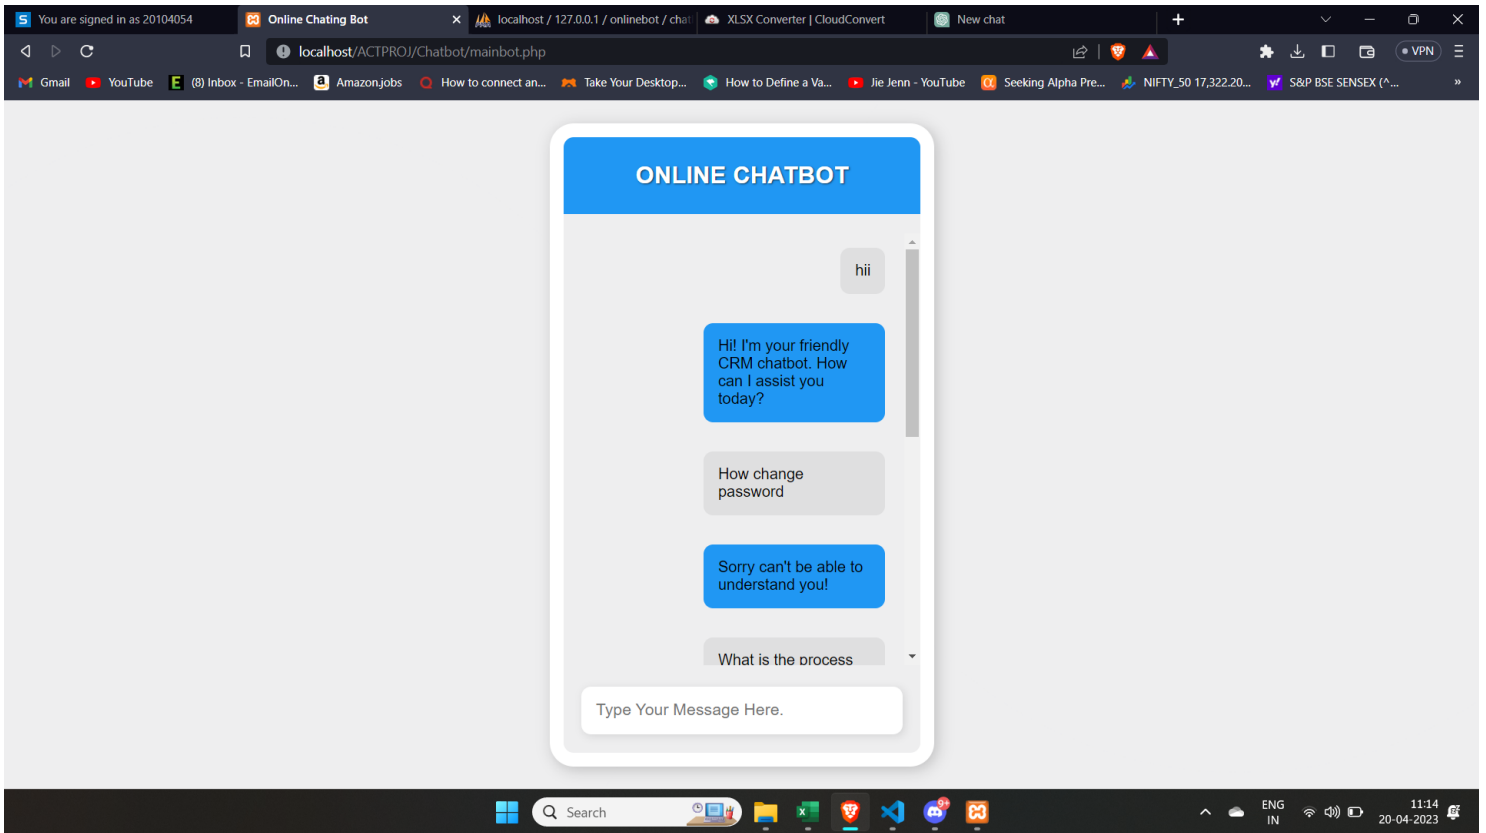 You are signed in as 20104054
Online Chating Bot
localhost / 127.0.0.1 / onlinebot / chat
XLSX Converter | CloudConvert
New chat
localhost/ACTPROJ/Chatbot/mainbot.php
VPN
Gmail
YouTube
(8) Inbox - EmailOn...
Amazon.jobs
How to connect an...
Take Your Desktop...
How to Define a Va...
Jie Jenn - YouTube
Seeking Alpha Pre...
NIFTY_50 17,322.20...
S&P BSE SENSEX (^...
ONLINE CHATBOT
hii
Hi! I'm your friendly
CRM chatbot. How
can I assist you
today?
How change
password
Sorry can't be able to
understand you!
What is the process
Type Your Message Here.
Search
9+
ENG
IN
11:14
20-04-2023